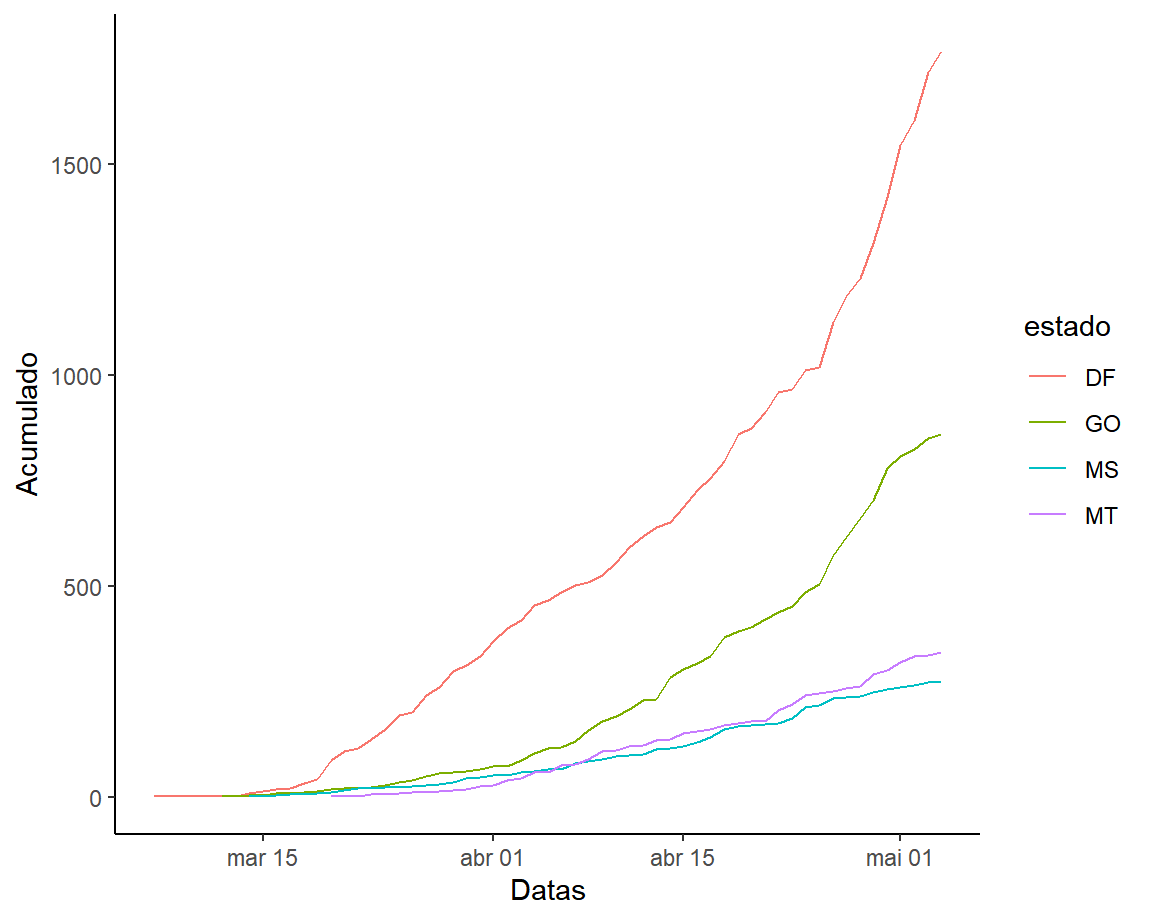 Acumulado
1500
1000
500
0
mar 15
abr 01
abr 15
mai 01
Datas
estado
DF
GO
MS
MT